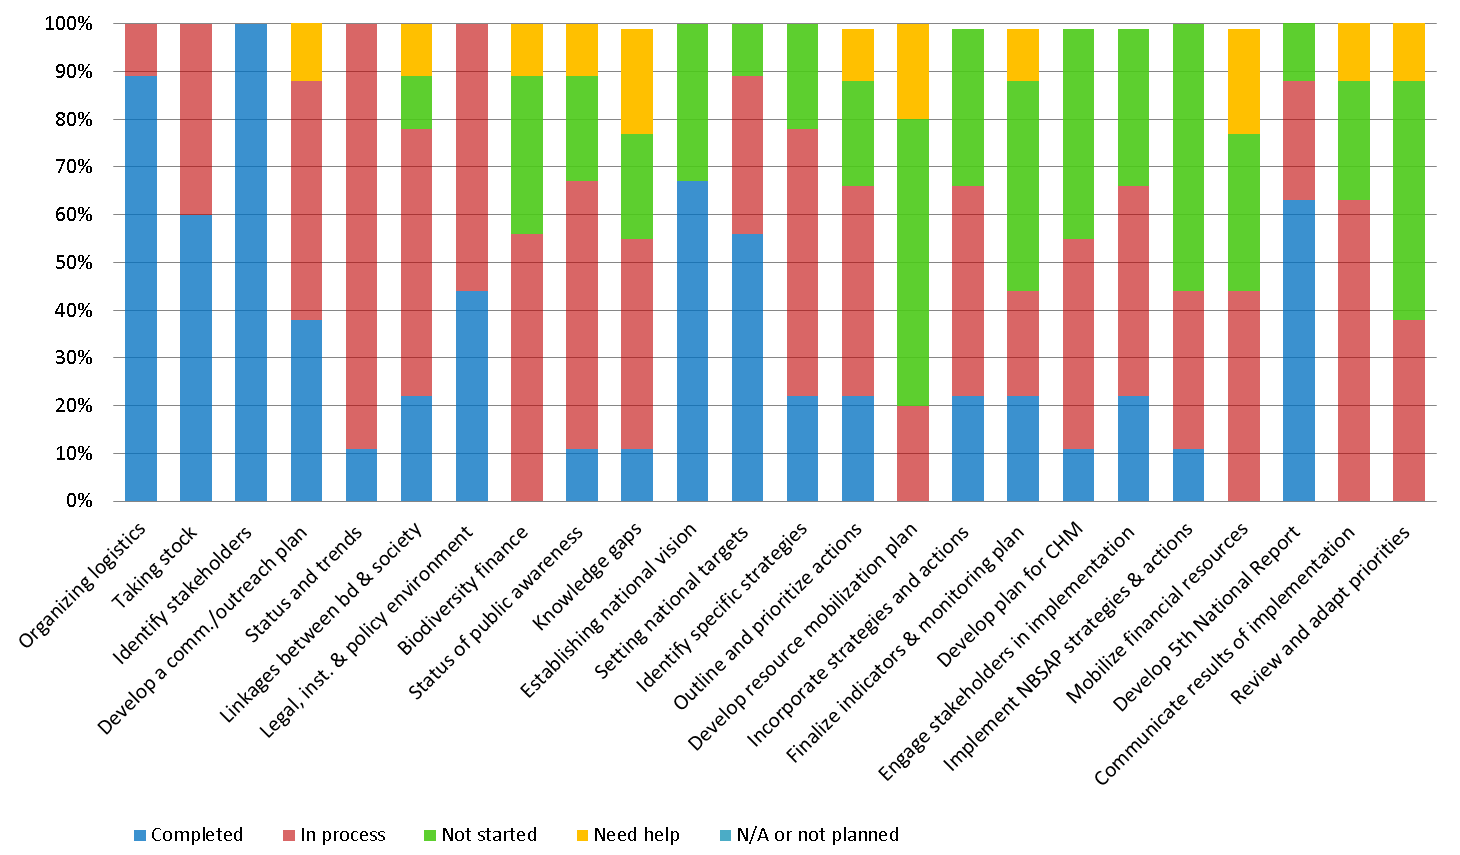 100%
90%
80%
70%
60%
50%
40%
30%
20%
10%
0%
Organizing logistics
Taking stock
Identify stakeholders
Develop a comm./outreach plan
Status and trends
Linkages between bd & society
Legal, inst. & policy environment
Biodiversity finance
Status of public awareness
Knowledge gaps
Establishing national vision
Setting national targets
Identify specific strategies
Outline and prioritize actions
Develop resource mobilization plan
Incorporate strategies and actions
Finalize indicators & monitoring plan
Develop plan for CHM
Engage stakeholders in implementation
Implement NBSAP strategies & actions
Mobilize financial resources
Develop 5th National Report
Communicate results of implementation
Review and adapt priorities
Completed In process Not started Need help N/A or not planned